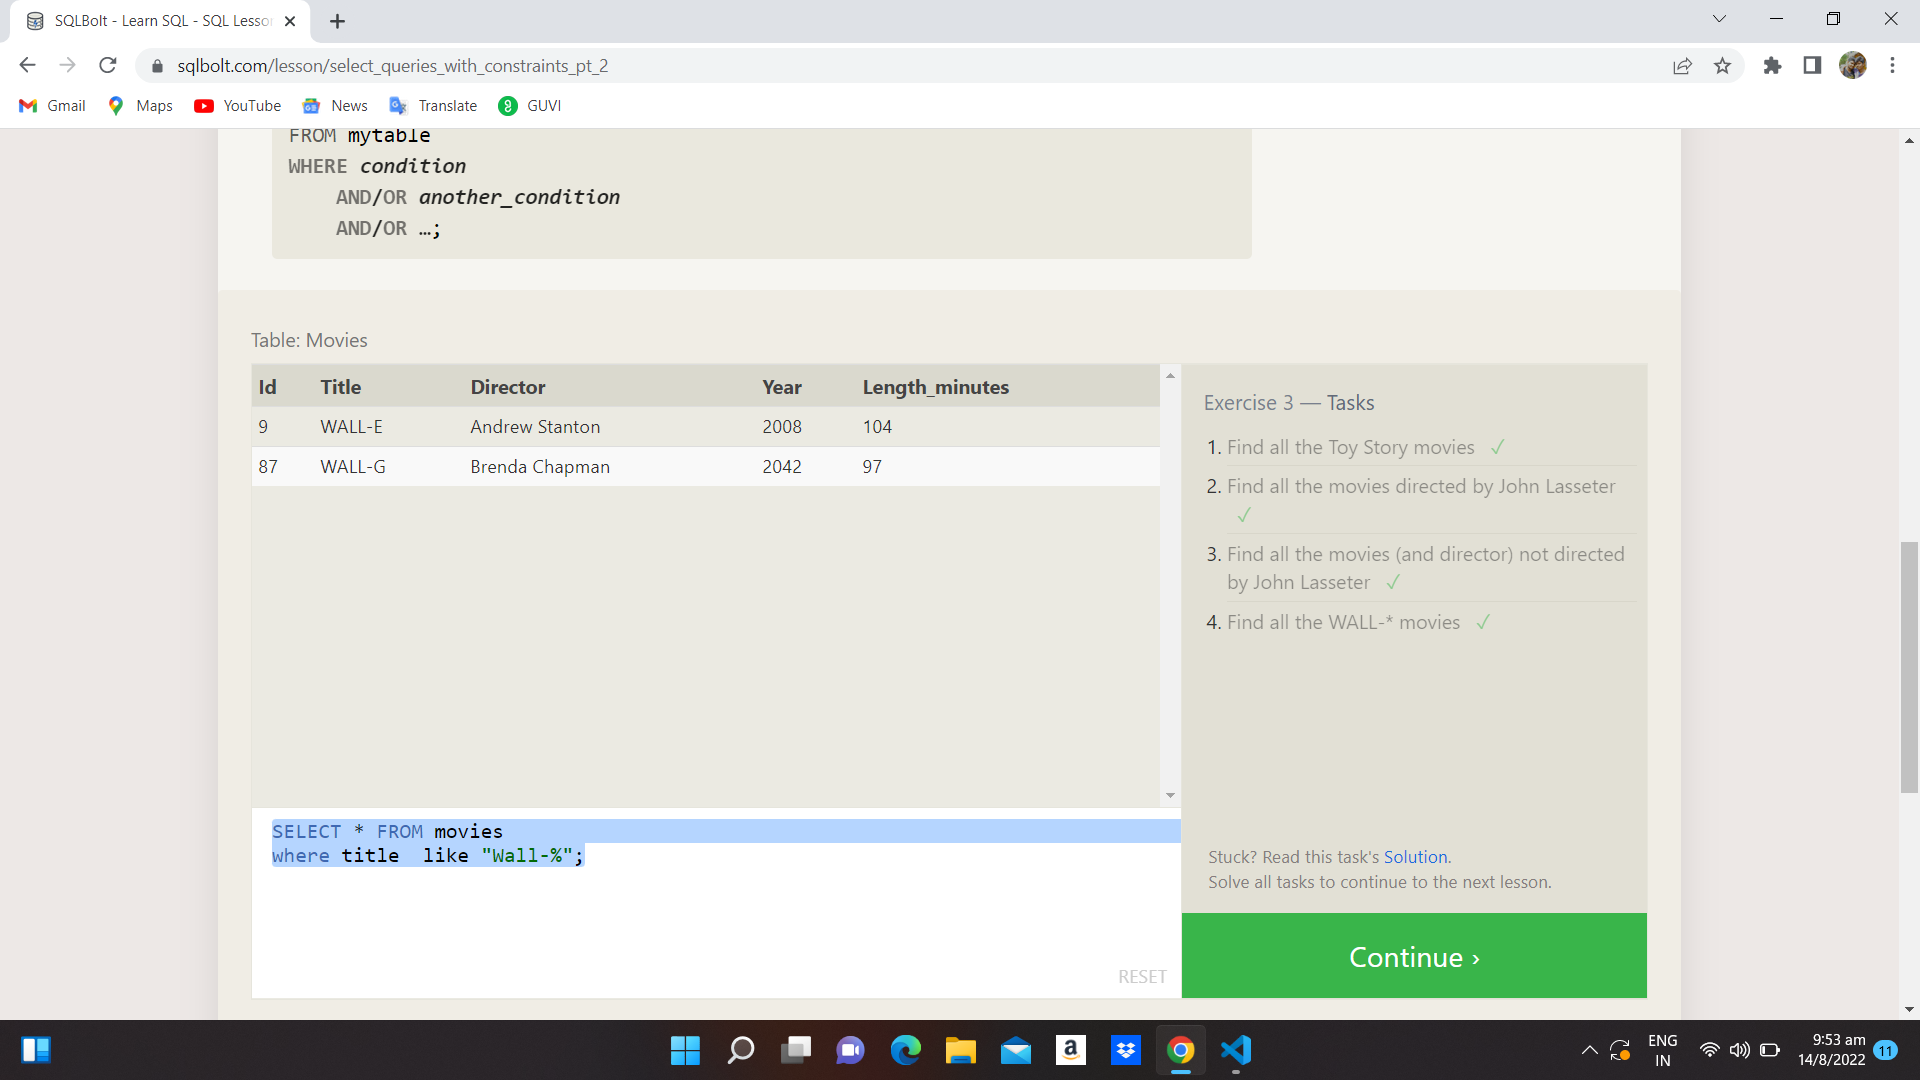 SQLBolt - Learn SQL - SQL Lesso
sqlbolt.com/lesson/select_queries_with_constraints_pt_2
Gmail Maps YouTube News Translate GUVI
FROM mytable
WHERE condition
AND/OR another_condition
AND/OR …;
Table: Movies
Id Title Director Year Length_minutes
9 WALL-E Andrew Stanton 2008 104
87 WALL-G Brenda Chapman 2042 97
SELECT * FROM movies
where title  like "Wall-%";
RESET
Exercise 3 — Tasks
1. Find all the Toy Story movies ✓
2. Find all the movies directed by John Lasseter
✓
3. Find all the movies (and director) not directed
by John Lasseter ✓
4. Find all the WALL-* movies ✓
Stuck? Read this task's Solution.
Solve all tasks to continue to the next lesson.
Continue ›
ENG
IN
9:53 am
14/8/2022
11